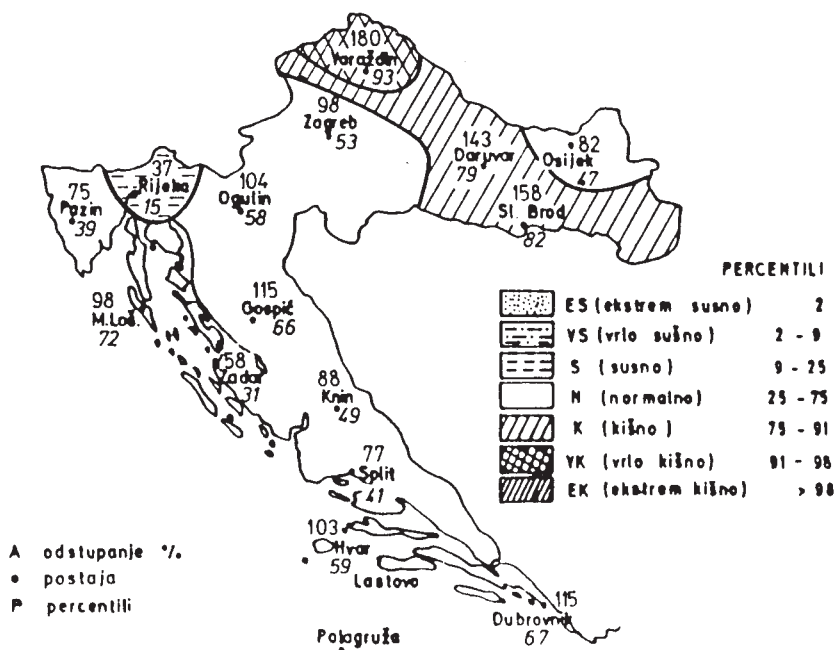 180
Varaždin
93
98
Zagreb
53
143
Daruvar
79
82
Osijek
47
158
Sl. Brod
82
37
Rijeka
15
75
Pazin
39
104
Ogulin
58
115
Gospić
66
98
M.Loš.
72
58
Zadar
31
88
Knin
49
77
Split
41
103
Hvar
59
Lastovo
115
Dubrovnik
67
Palagruža
PERCENTILI
ES (ekstrem susno) 2
VS (vrlo sušno) 2 - 9
S (susno) 9 - 25
N (normalno) 25 - 75
K (kišno) 75 - 91
VK (vrlo kišno) 91 - 98
EK (ekstrem kišno) > 98
A odstupanje %.
• postaja
P percentili